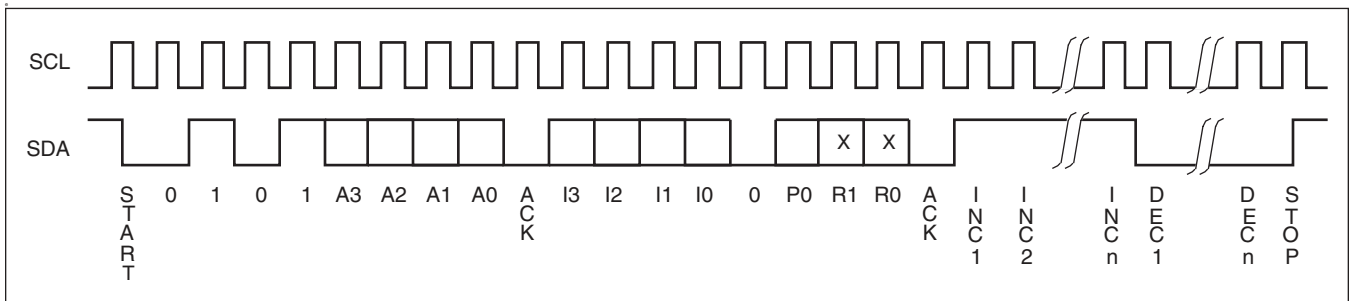 SCL
SDA
X X
START 0 1 0 1 A3 A2 A1 A0 ACK I3 I2 I1 I0 0 P0 R1 R0 ACK INC1 INC2 INCn DEC1 DECn STOP